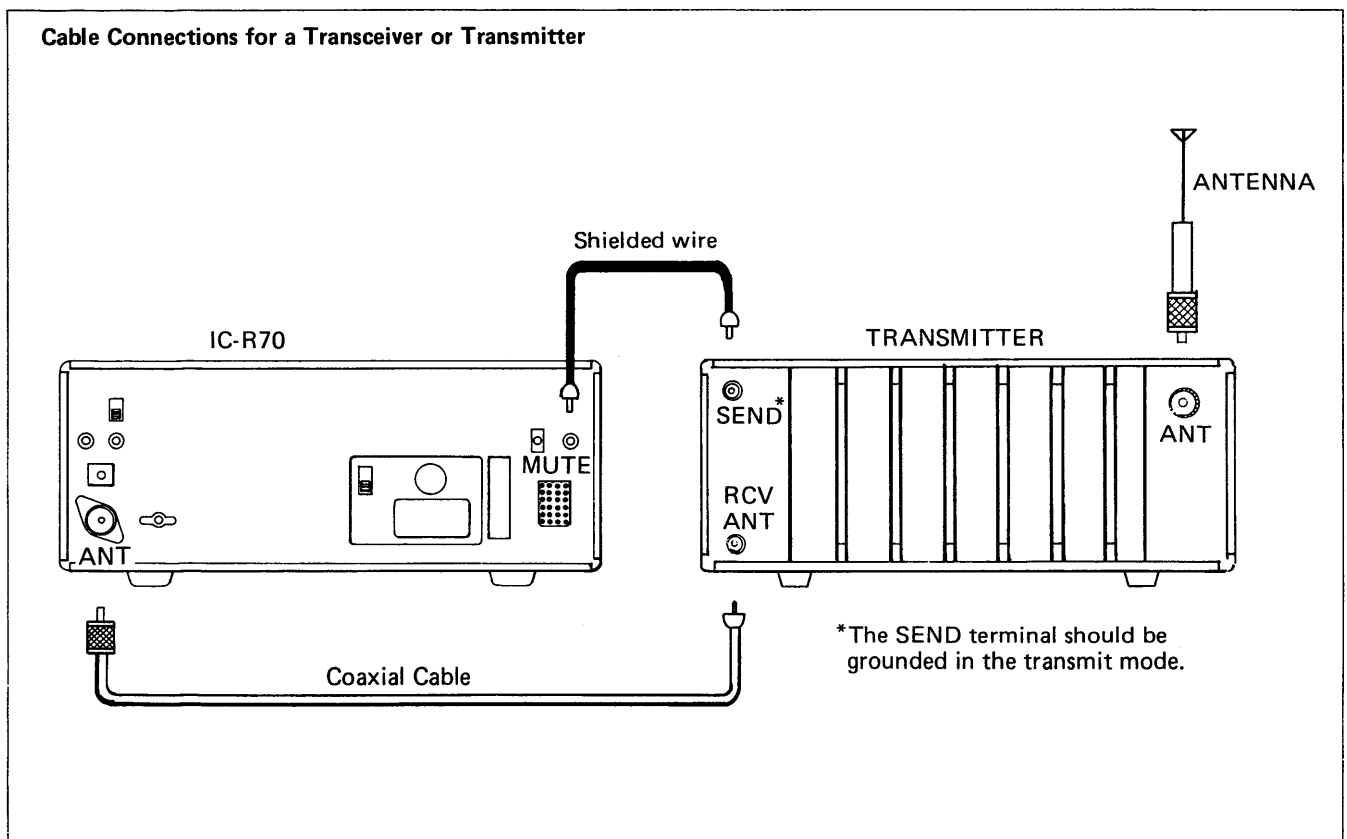 Cable Connections for a Transceiver or Transmitter
ANTENNA
Shielded wire
IC-R70
TRANSMITTER
SEND*
ANT
MUTE
RCV
ANT
ANT
*The SEND terminal should be
grounded in the transmit mode.
Coaxial Cable